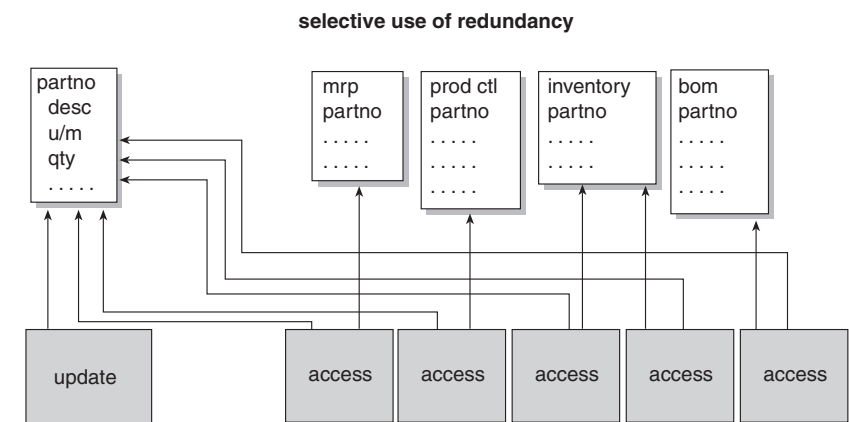 selective use of redundancy
partno
desc
u/m
qty
. . . . .
mrp
partno
. . . . .
. . . . .
prod ctl
partno
. . . . .
. . . . .
. . . . .
inventory
partno
. . . . .
. . . . .
bom
partno
. . . . .
. . . . .
. . . . .
update
access
access
access
access
access